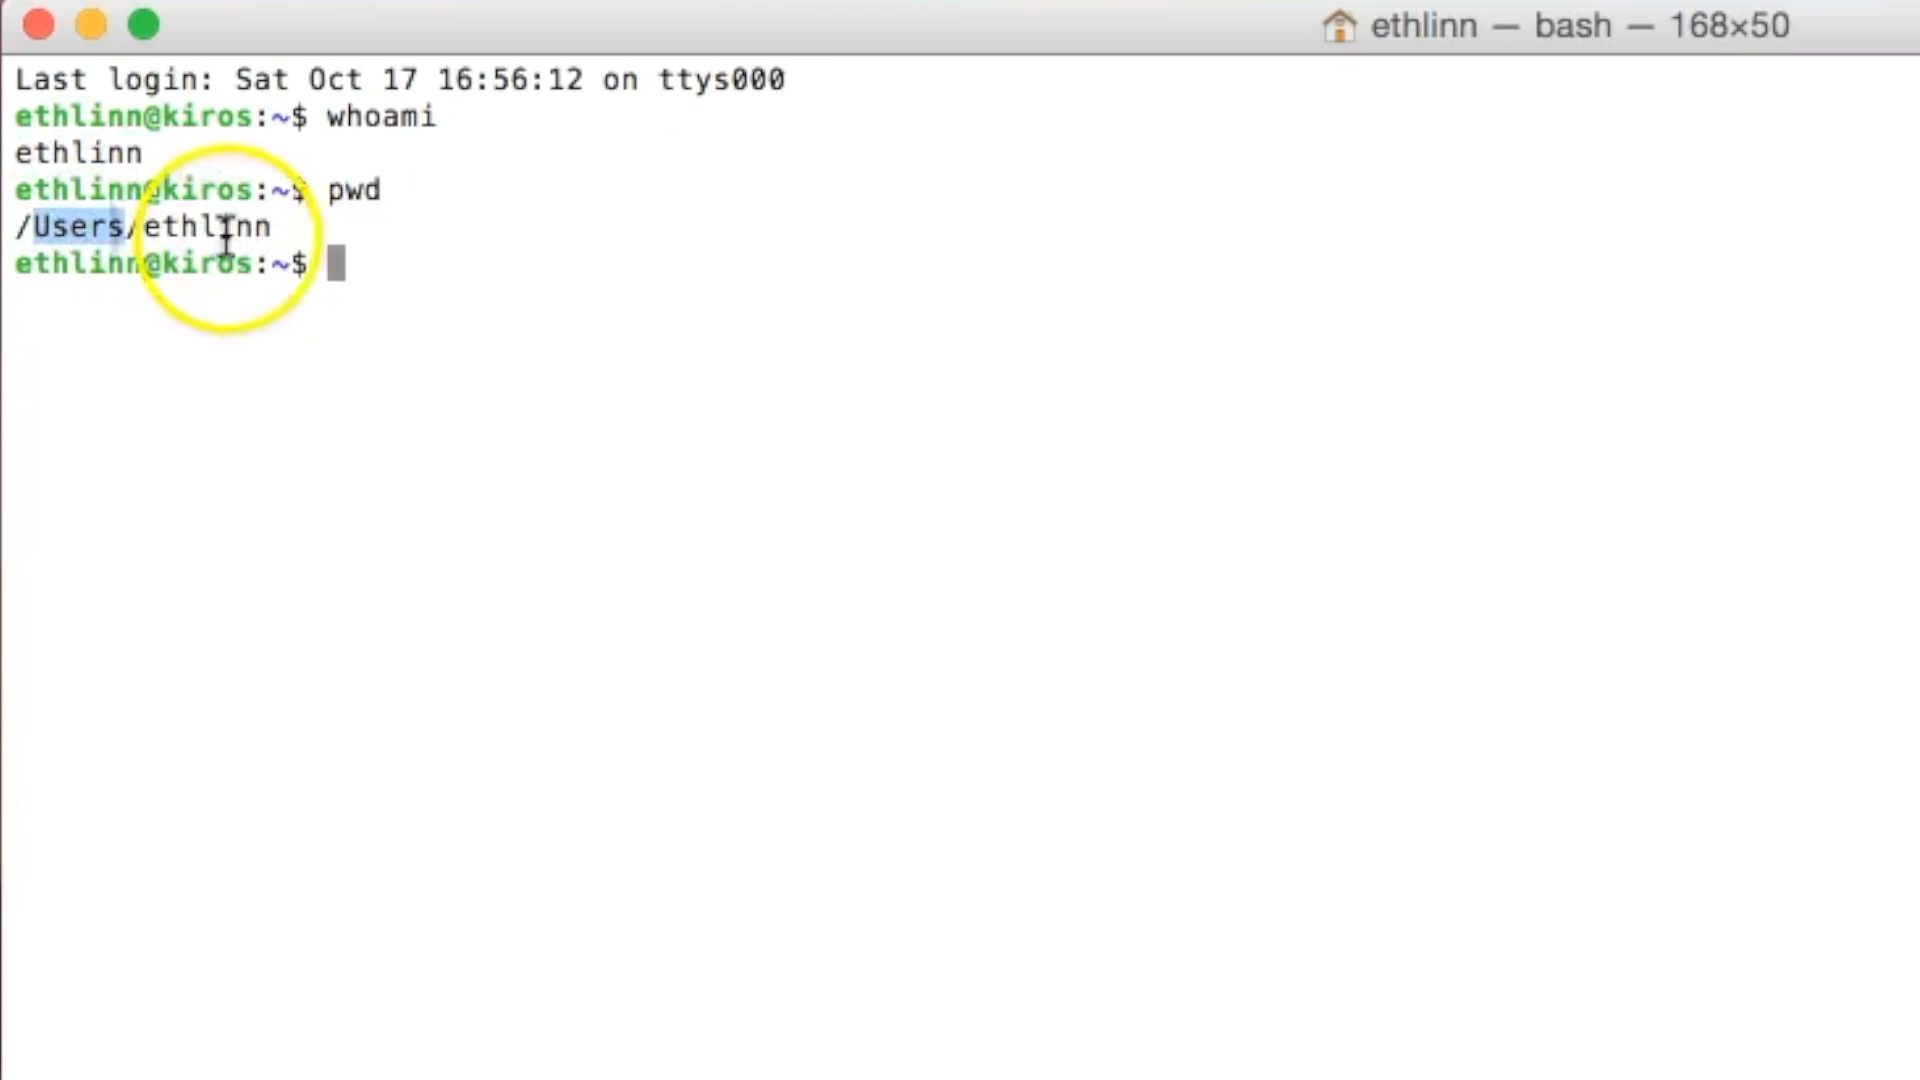 ethlinn — bash — 168×50
Last login: Sat Oct 17 16:56:12 on ttys000
ethlinn@kiros:~$ whoami
ethlinn
ethlinn@kiros:~$ pwd
/Users/ethlinn
ethlinn@kiros:~$